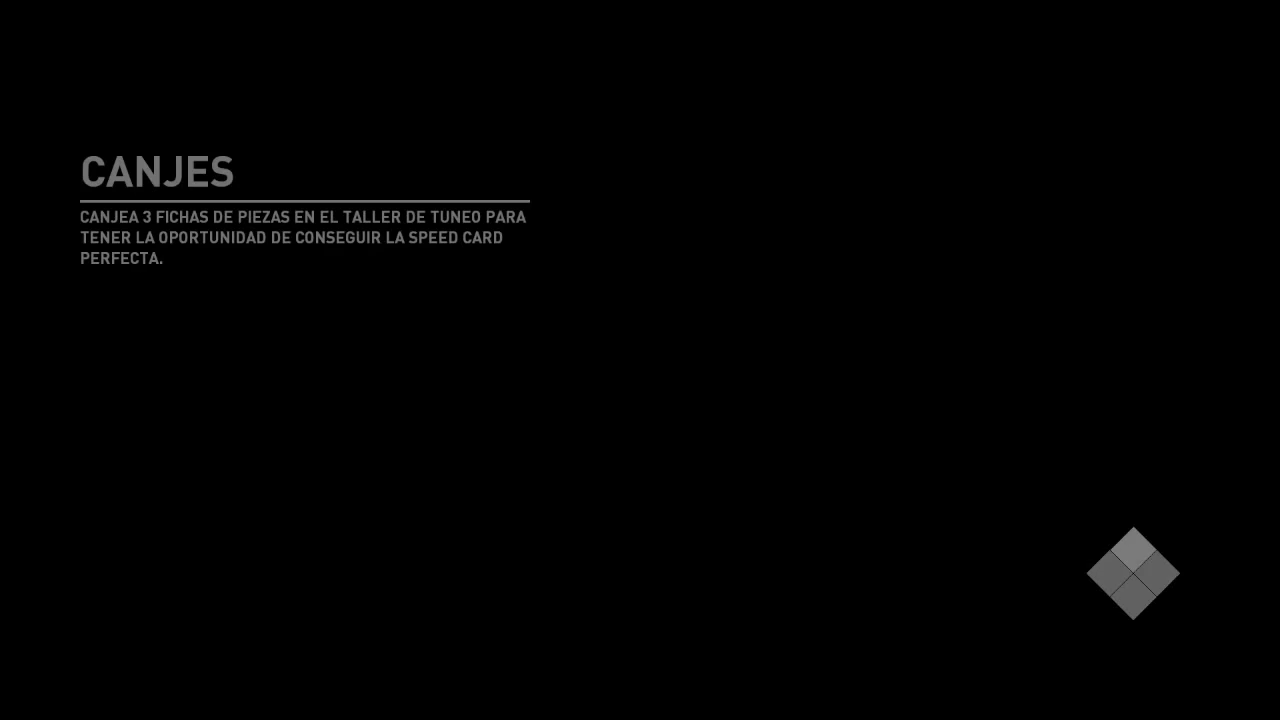 CANJES
CANJEA 3 FICHAS DE PIEZAS EN EL TALLER DE TUNEO PARA
TENER LA OPORTUNIDAD DE CONSEGUIR LA SPEED CARD
PERFECTA.